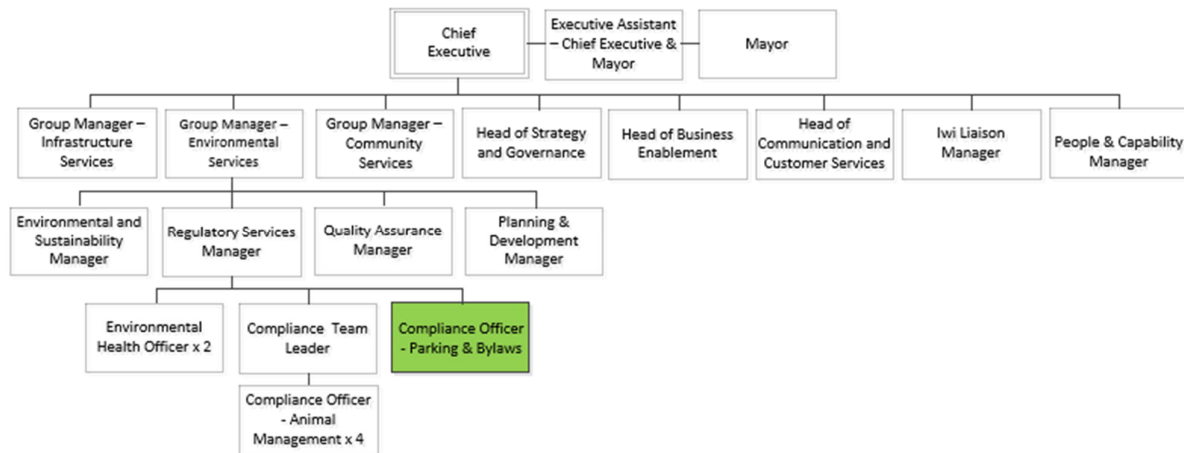 Chief
Executive
Executive Assistant
– Chief Executive &
Mayor
Mayor
Group Manager –
Infrastructure
Services
Group Manager –
Environmental
Services
Group Manager –
Community
Services
Head of Strategy
and Governance
Head of Business
Enablement
Head of
Communication and
Customer Services
Iwi Liaison
Manager
People & Capability
Manager
Environmental and
Sustainability
Manager
Regulatory Services
Manager
Quality Assurance
Manager
Planning &
Development
Manager
Environmental
Health Officer x 2
Compliance Team
Leader
Compliance Officer
- Parking & Bylaws
Compliance Officer
- Animal
Management x 4